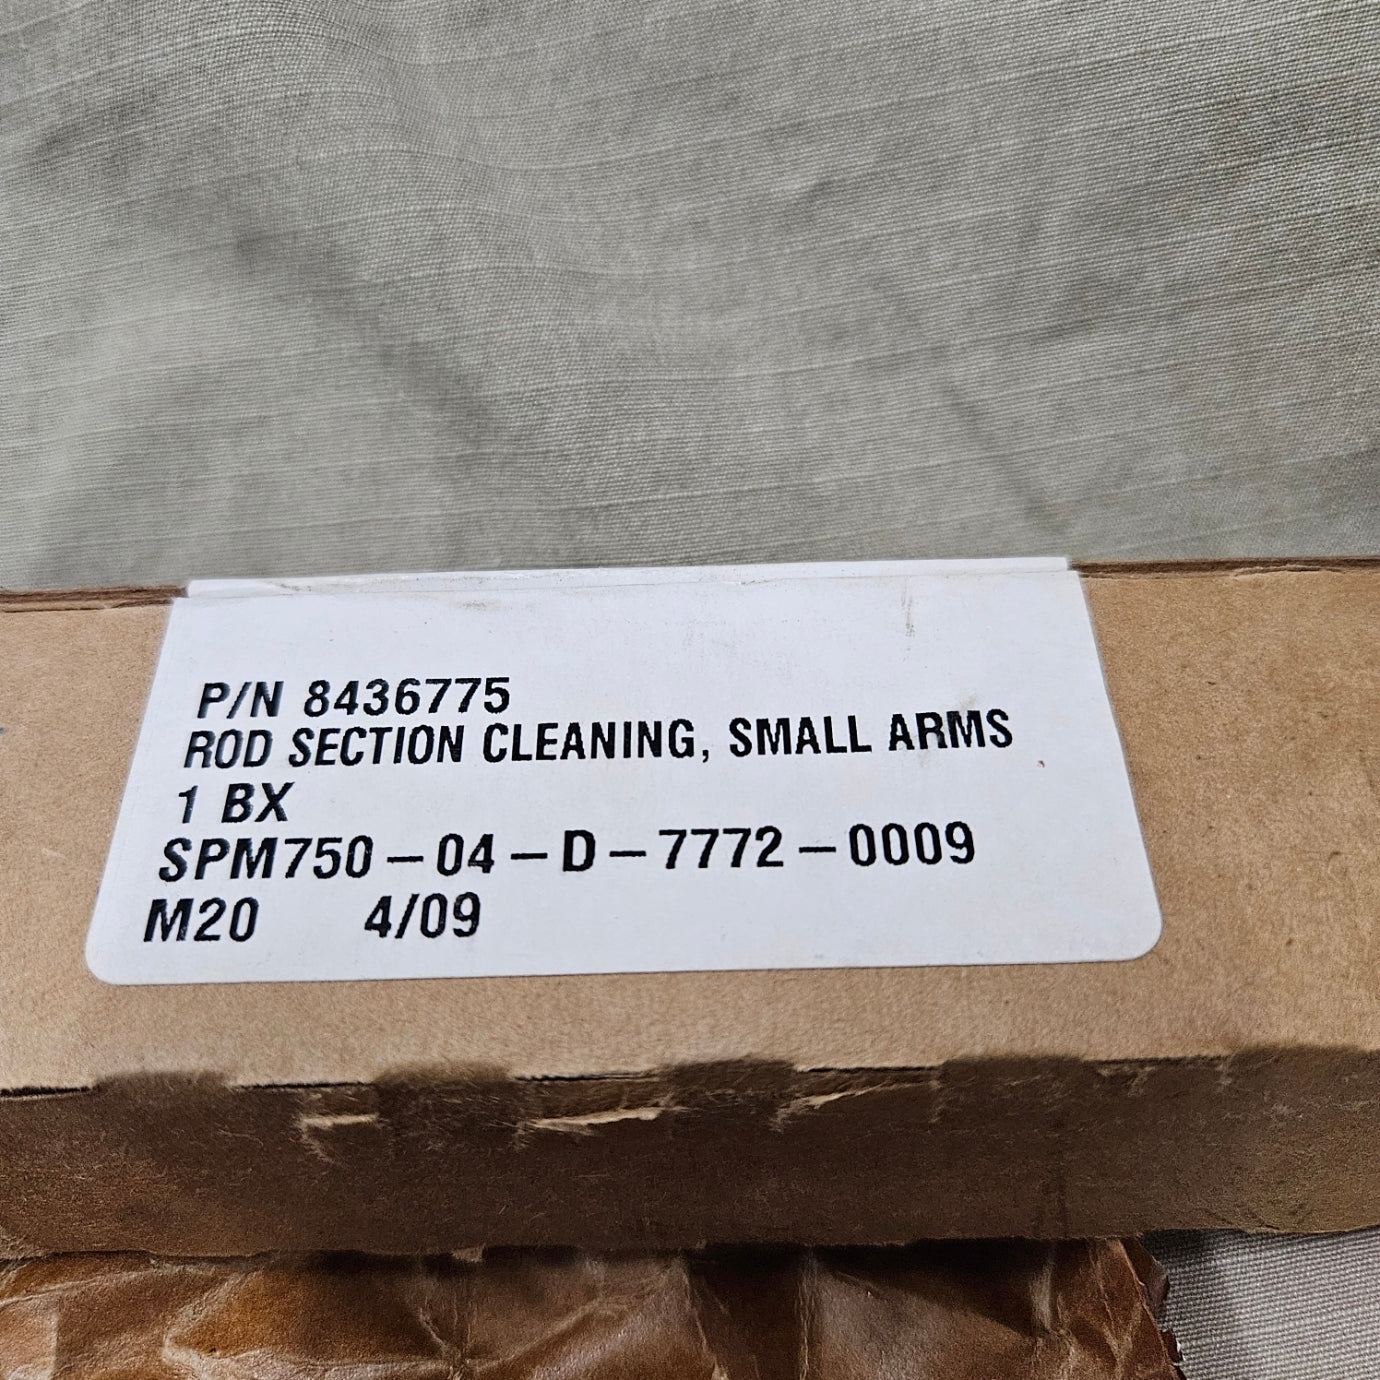 P/N 8436775
ROD SECTION CLEANING, SMALL ARMS
1 BX
SPM750-04-D-7772-0009
M20 4/09